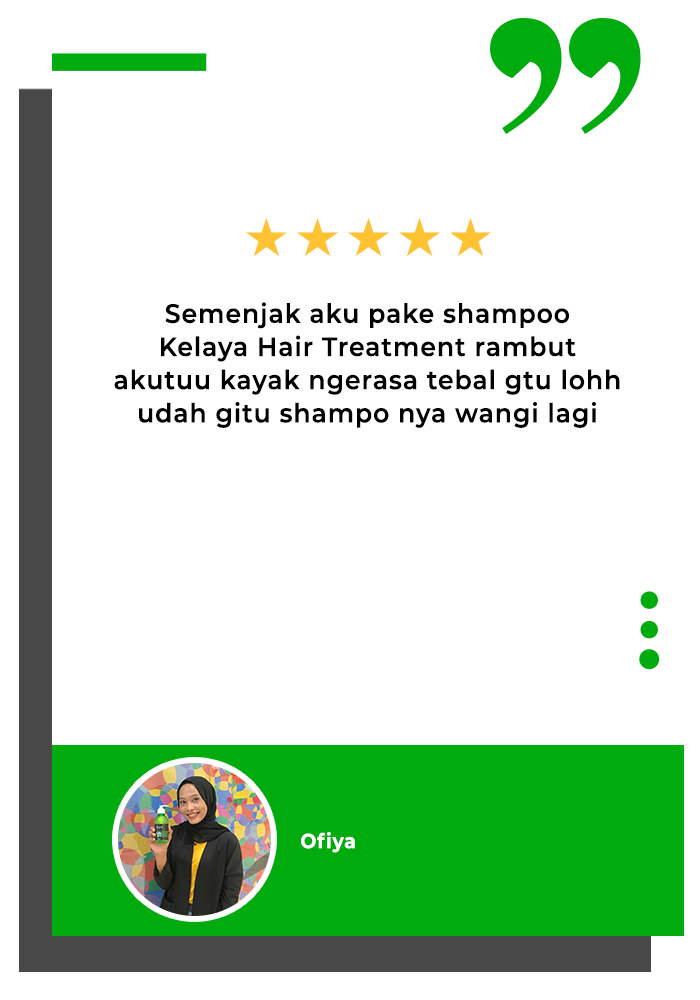 Semenjak aku pake shampoo
Kelaya Hair Treatment rambut
akutuu kayak ngerasa tebal gtu lohh
udah gitu shampo nya wangi lagi
Ofiya